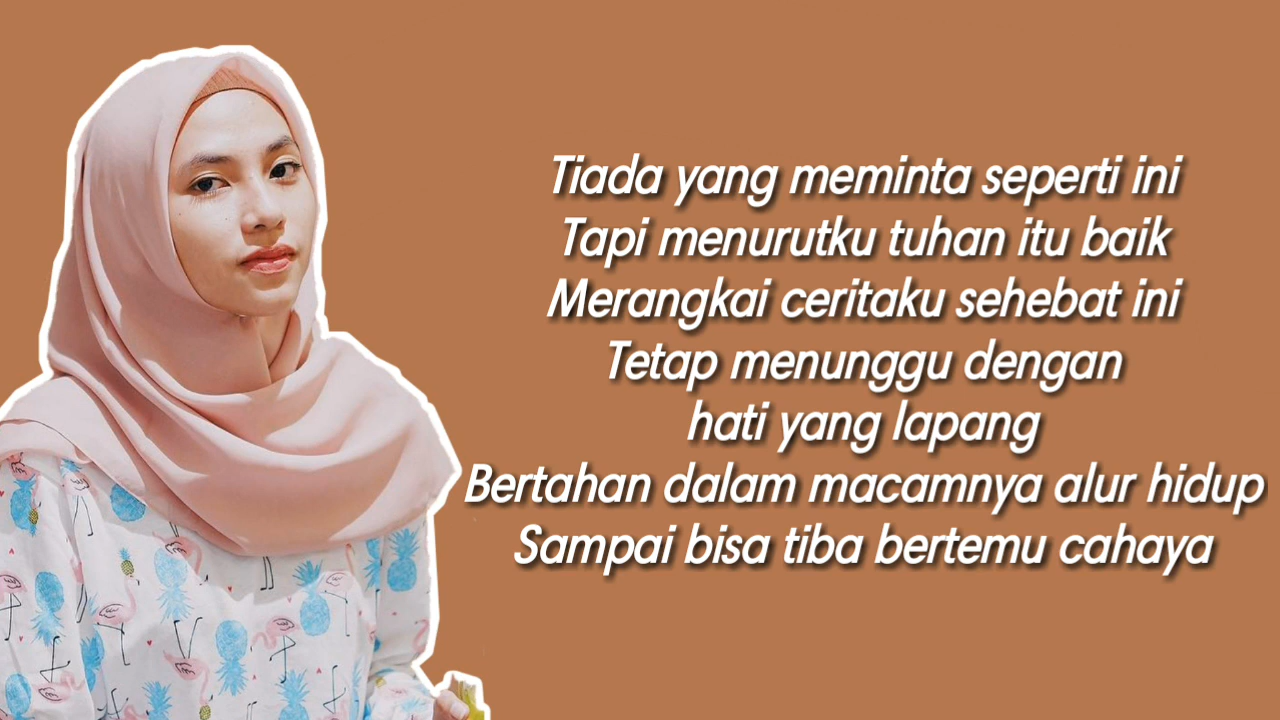 Tiada yang meminta seperti ini
Tapi menurutku tuhan itu baik
Merangkai ceritaku sehebat ini
Tetap menunggu dengan
hati yang lapang
Bertahan dalam macamnya alur hidup
Sampai bisa tiba bertemu cahaya